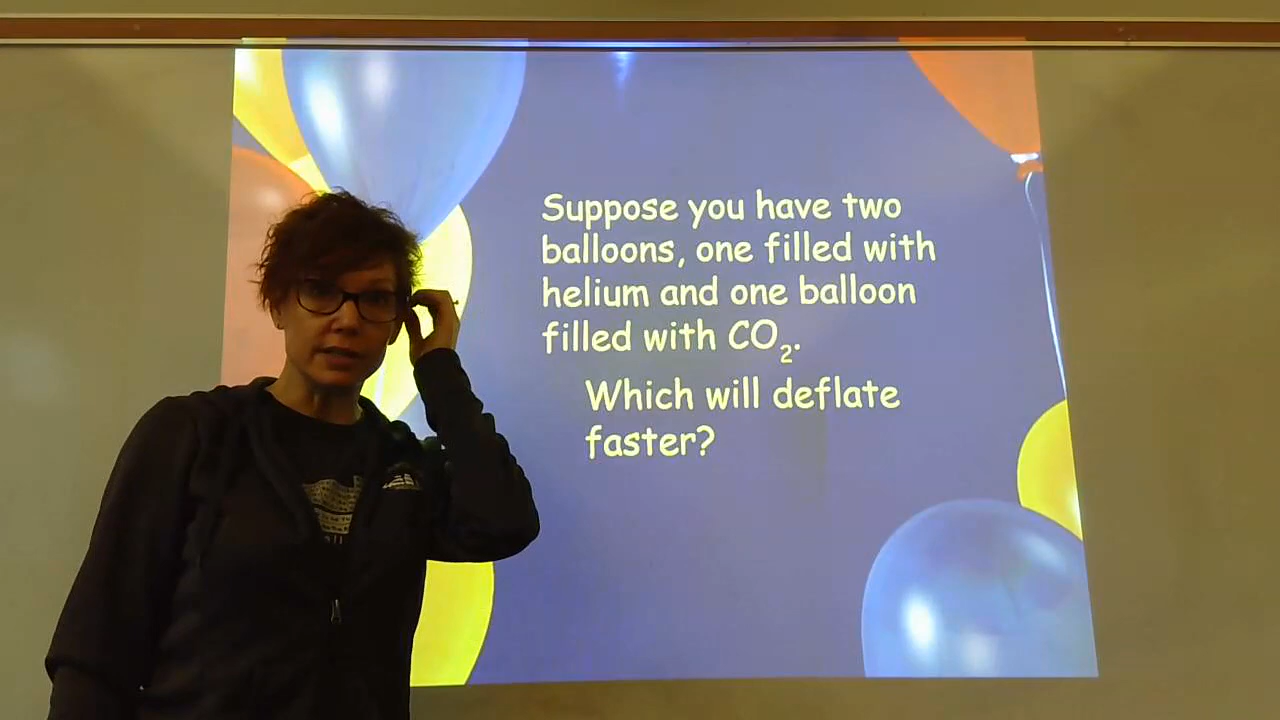 Suppose you have two
balloons, one filled with
helium and one balloon
filled with CO₂.
Which will deflate
faster?